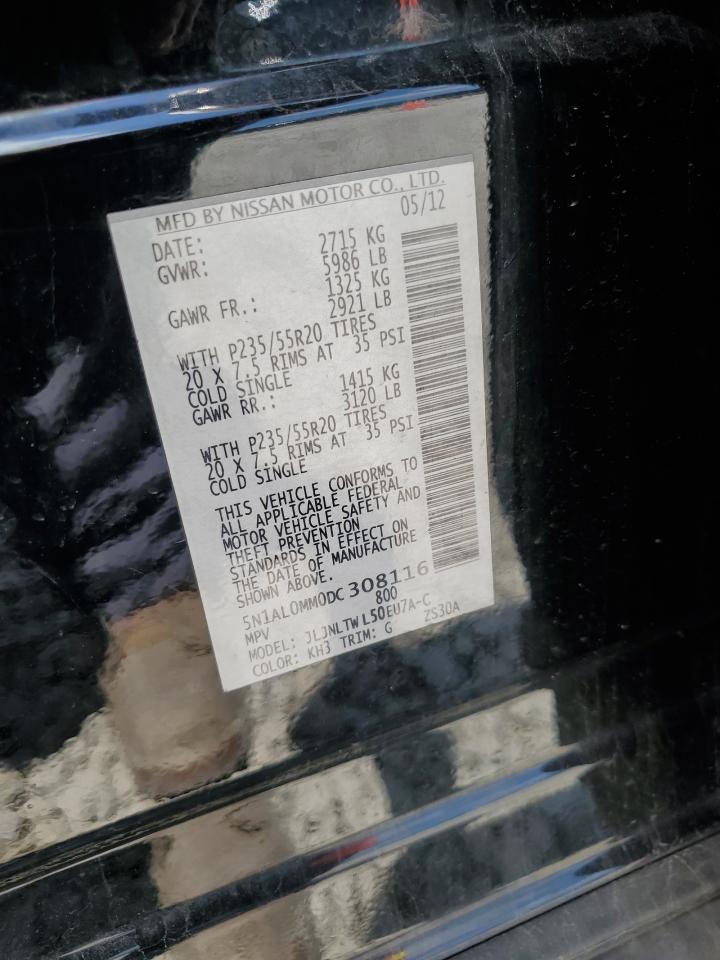 MFD BY NISSAN MOTOR CO., LTD.
DATE: 05/12
GVWR: 2715 KG
5986 LB
GAWR FR.: 1325 KG
2921 LB
WITH P235/55R20 TIRES
20 X 7.5 RIMS AT 35 PSI
COLD SINGLE
GAWR RR.: 1415 KG
3120 LB
WITH P235/55R20 TIRES
20 X 7.5 RIMS AT 35 PSI
COLD SINGLE
THIS VEHICLE CONFORMS TO
ALL APPLICABLE FEDERAL
MOTOR VEHICLE SAFETY AND
THEFT PREVENTION
STANDARDS IN EFFECT ON
THE DATE OF MANUFACTURE
SHOWN ABOVE.
5N1AL0MM0DC308116
MPV 800
MODEL: JLJNLTWL50EU7A-C
COLOR: KH3 TRIM: G ZS30A